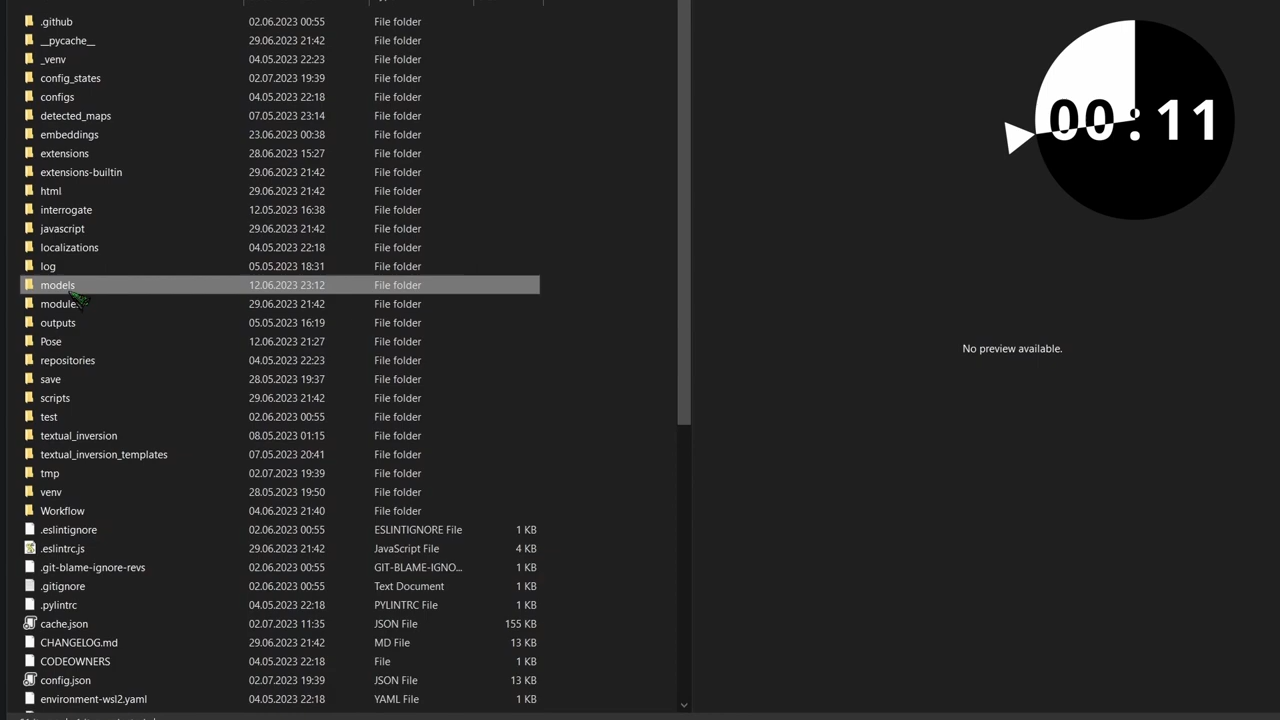 .github 02.06.2023 00:55 File folder
__pycache__ 29.06.2023 21:42 File folder
_venv 04.05.2023 22:23 File folder
config_states 02.07.2023 19:39 File folder
configs 04.05.2023 22:18 File folder
detected_maps 07.05.2023 23:14 File folder
embeddings 23.06.2023 00:38 File folder
extensions 28.06.2023 15:27 File folder
extensions-builtin 29.06.2023 21:42 File folder
html 29.06.2023 21:42 File folder
interrogate 12.05.2023 16:38 File folder
javascript 29.06.2023 21:42 File folder
localizations 04.05.2023 22:18 File folder
log 05.05.2023 18:31 File folder
models 12.06.2023 23:12 File folder
module 29.06.2023 21:42 File folder
outputs 05.05.2023 16:19 File folder
Pose 12.06.2023 21:27 File folder
repositories 04.05.2023 22:23 File folder
save 28.05.2023 19:37 File folder
scripts 29.06.2023 21:42 File folder
test 02.06.2023 00:55 File folder
textual_inversion 08.05.2023 01:15 File folder
textual_inversion_templates 07.05.2023 20:41 File folder
tmp 02.07.2023 19:39 File folder
venv 28.05.2023 19:50 File folder
Workflow 04.06.2023 21:40 File folder
.eslintignore 02.06.2023 00:55 ESLINTIGNORE File 1 KB
.eslintrc.js 29.06.2023 21:42 JavaScript File 4 KB
.git-blame-ignore-revs 02.06.2023 00:55 GIT-BLAME-IGNO... 1 KB
.gitignore 02.06.2023 00:55 Text Document 1 KB
.pylintrc 04.05.2023 22:18 PYLINTRC File 1 KB
cache.json 02.07.2023 11:35 JSON File 155 KB
CHANGELOG.md 29.06.2023 21:42 MD File 13 KB
CODEOWNERS 04.05.2023 22:18 File 1 KB
config.json 02.07.2023 19:39 JSON File 13 KB
environment-wsl2.yaml 04.05.2023 22:18 YAML File 1 KB
00:11
No preview available.